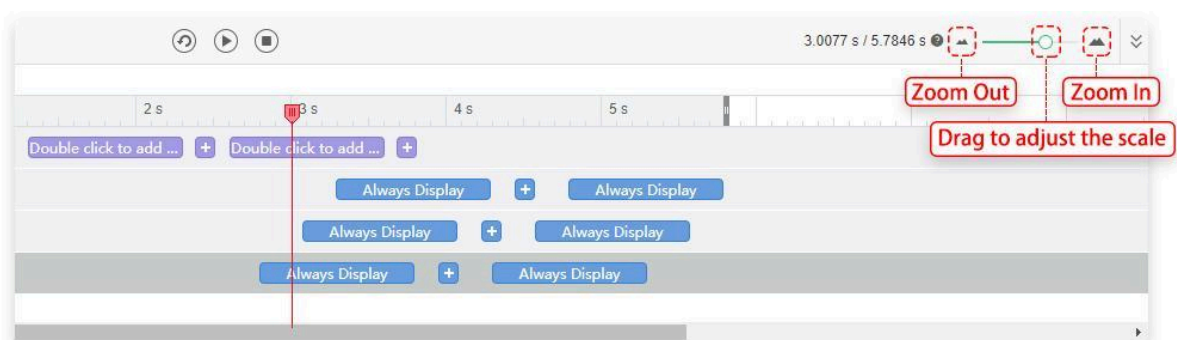 3.0077 s / 5.7846 s ?
Zoom Out
Zoom In
2 s
3 s
4 s
5 s
Drag to adjust the scale
Double click to add ... + Double click to add ... +
Always Display + Always Display
Always Display + Always Display
Always Display + Always Display